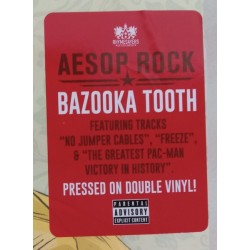 RHYMESAYERS
AESOP ROCK
BAZOOKA TOOTH
FEATURING TRACKS
"NO JUMPER CABLES", "FREEZE",
& "THE GREATEST PAC-MAN
VICTORY IN HISTORY".
PRESSED ON DOUBLE VINYL!
PARENTAL
ADVISORY
EXPLICIT CONTENT